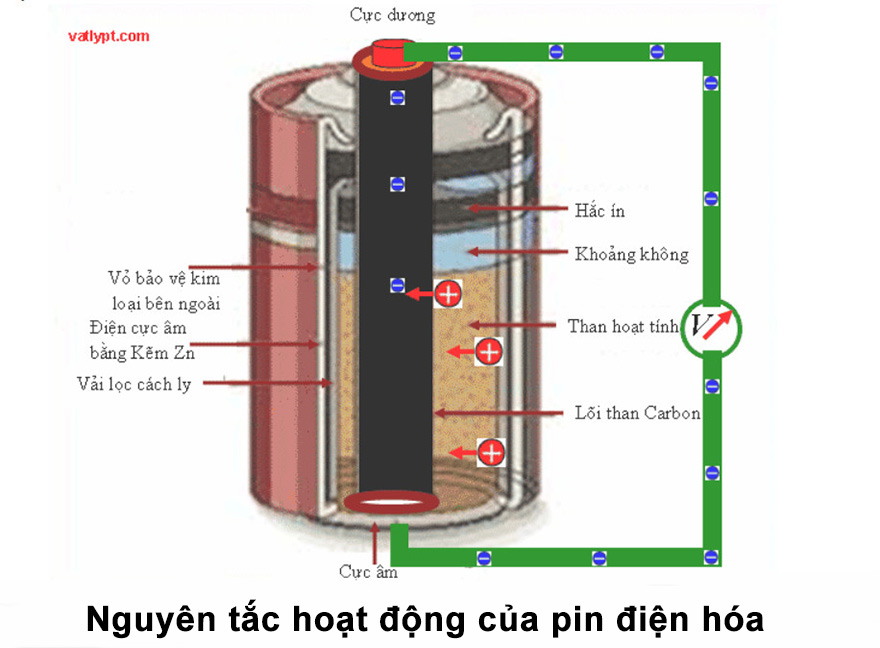 Cực dương
vatlypt.com
Hắc ín
Khoảng không
Vỏ bảo vệ kim
loại bên ngoài
Điện cực âm
bằng Kẽm Zn
Vải lọc cách ly
Than hoạt tính
V
Lõi than Carbon
Cực âm
Nguyên tắc hoạt động của pin điện hóa